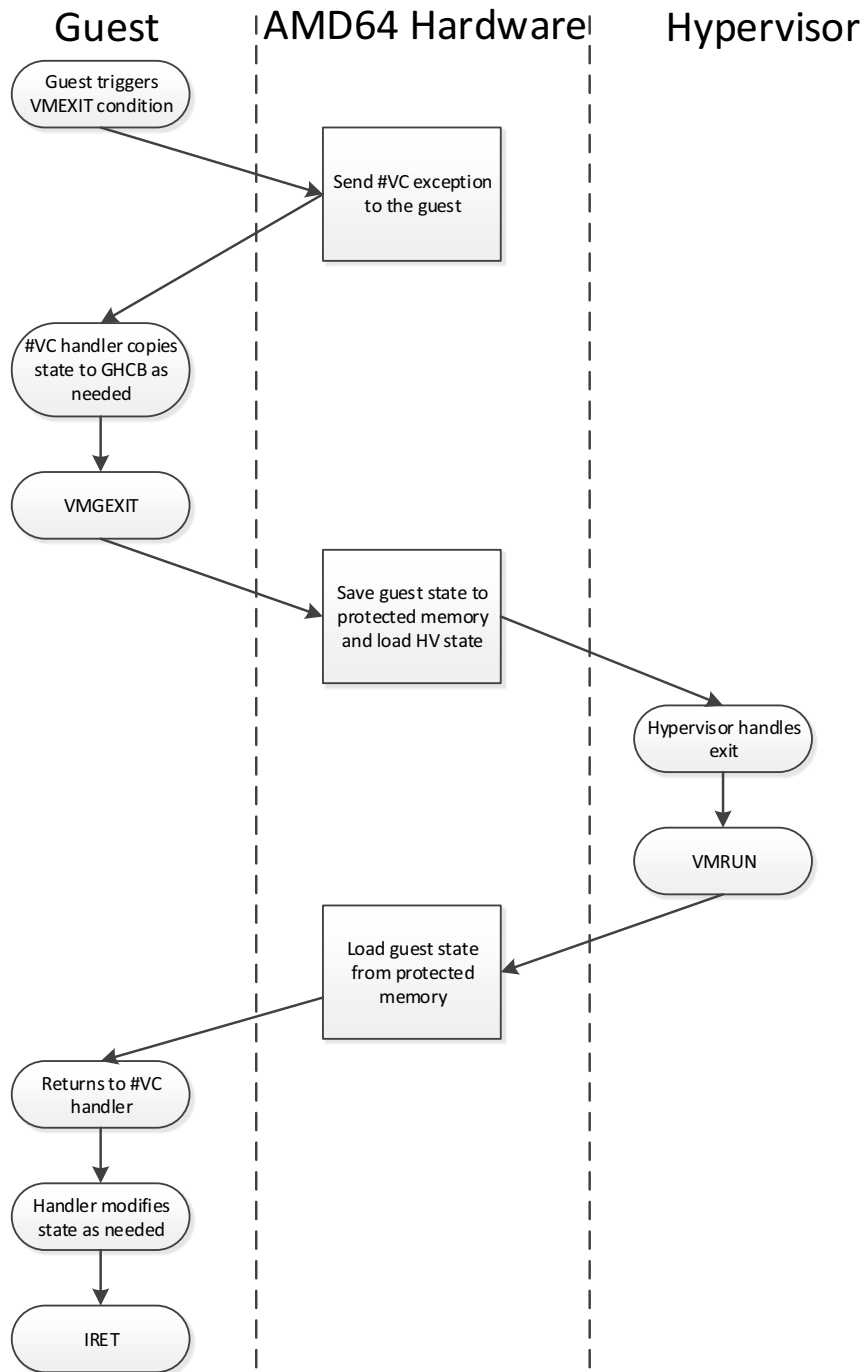 Guest
AMD64 Hardware
Hypervisor
Guest triggers
VMEXIT condition
Send #VC exception
to the guest
#VC handler copies
state to GHCB as
needed
VMGEXIT
Save guest state to
protected memory
and load HV state
Hypervisor handles
exit
VMRUN
Load guest state
from protected
memory
Returns to #VC
handler
Handler modifies
state as needed
IRET